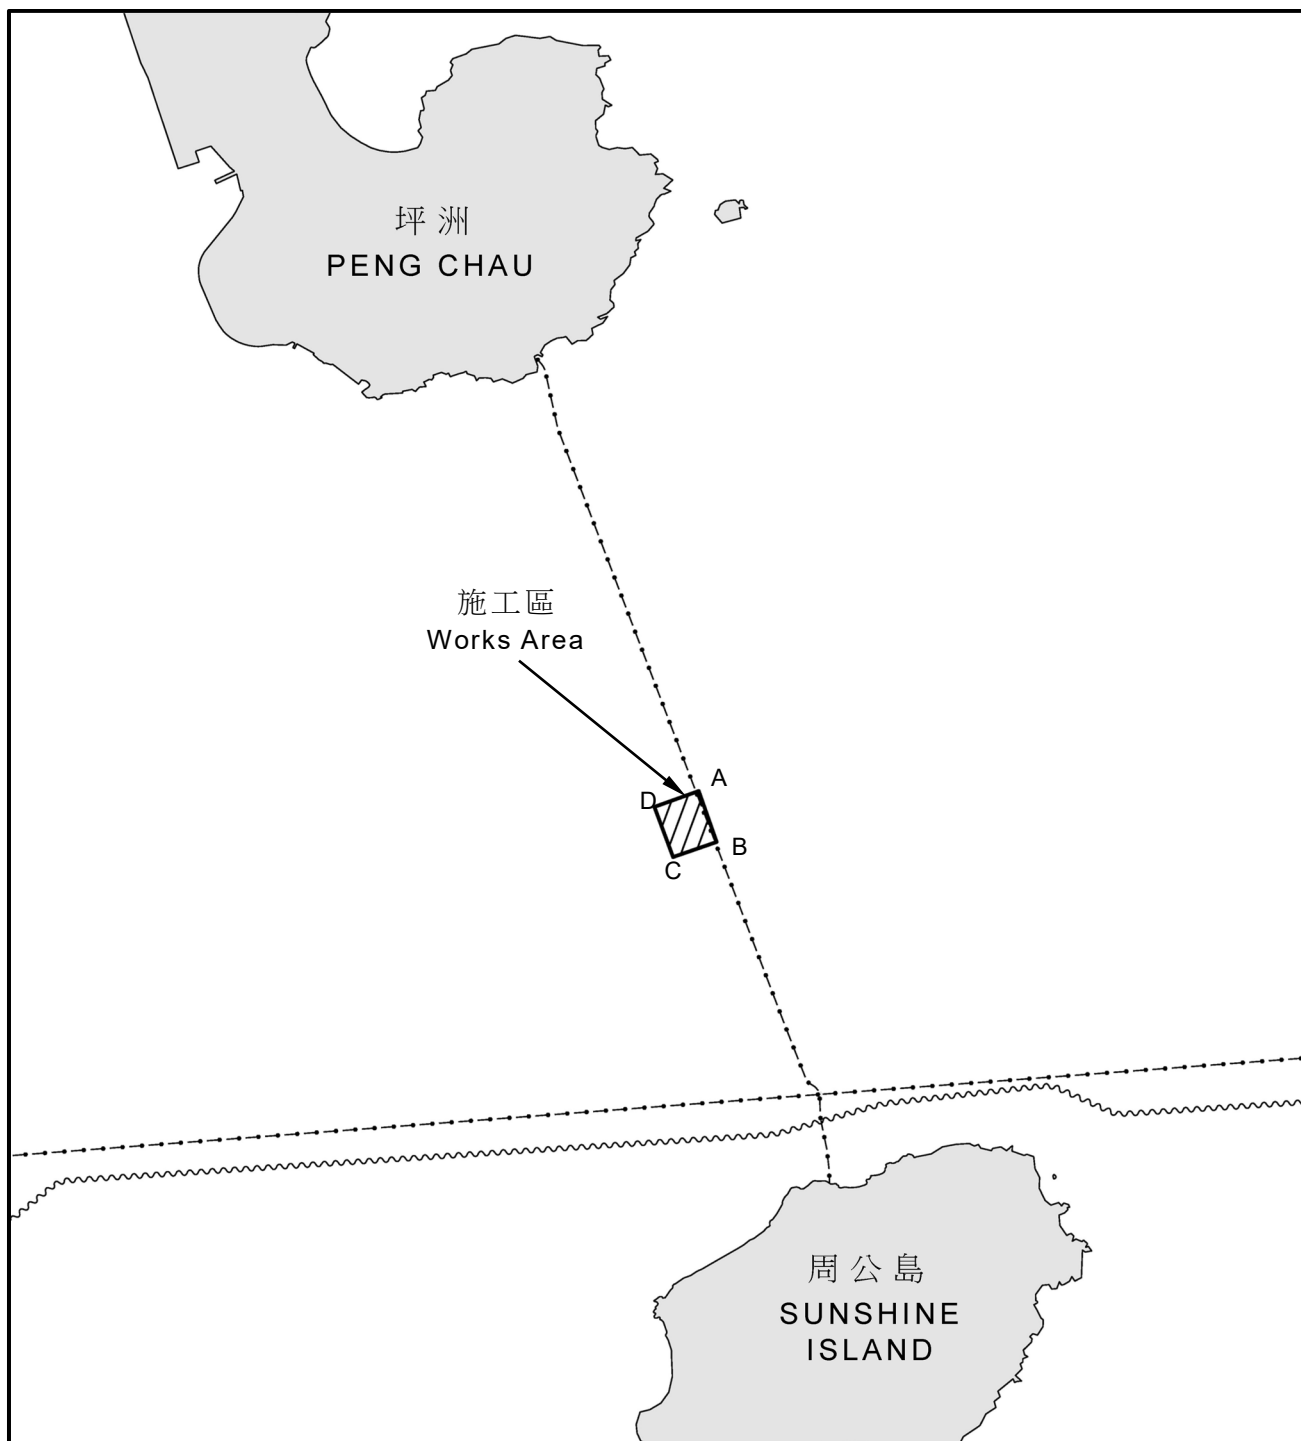 坪洲
PENG CHAU
施工區
Works Area
A
D
B
C
周公島
SUNSHINE
ISLAND